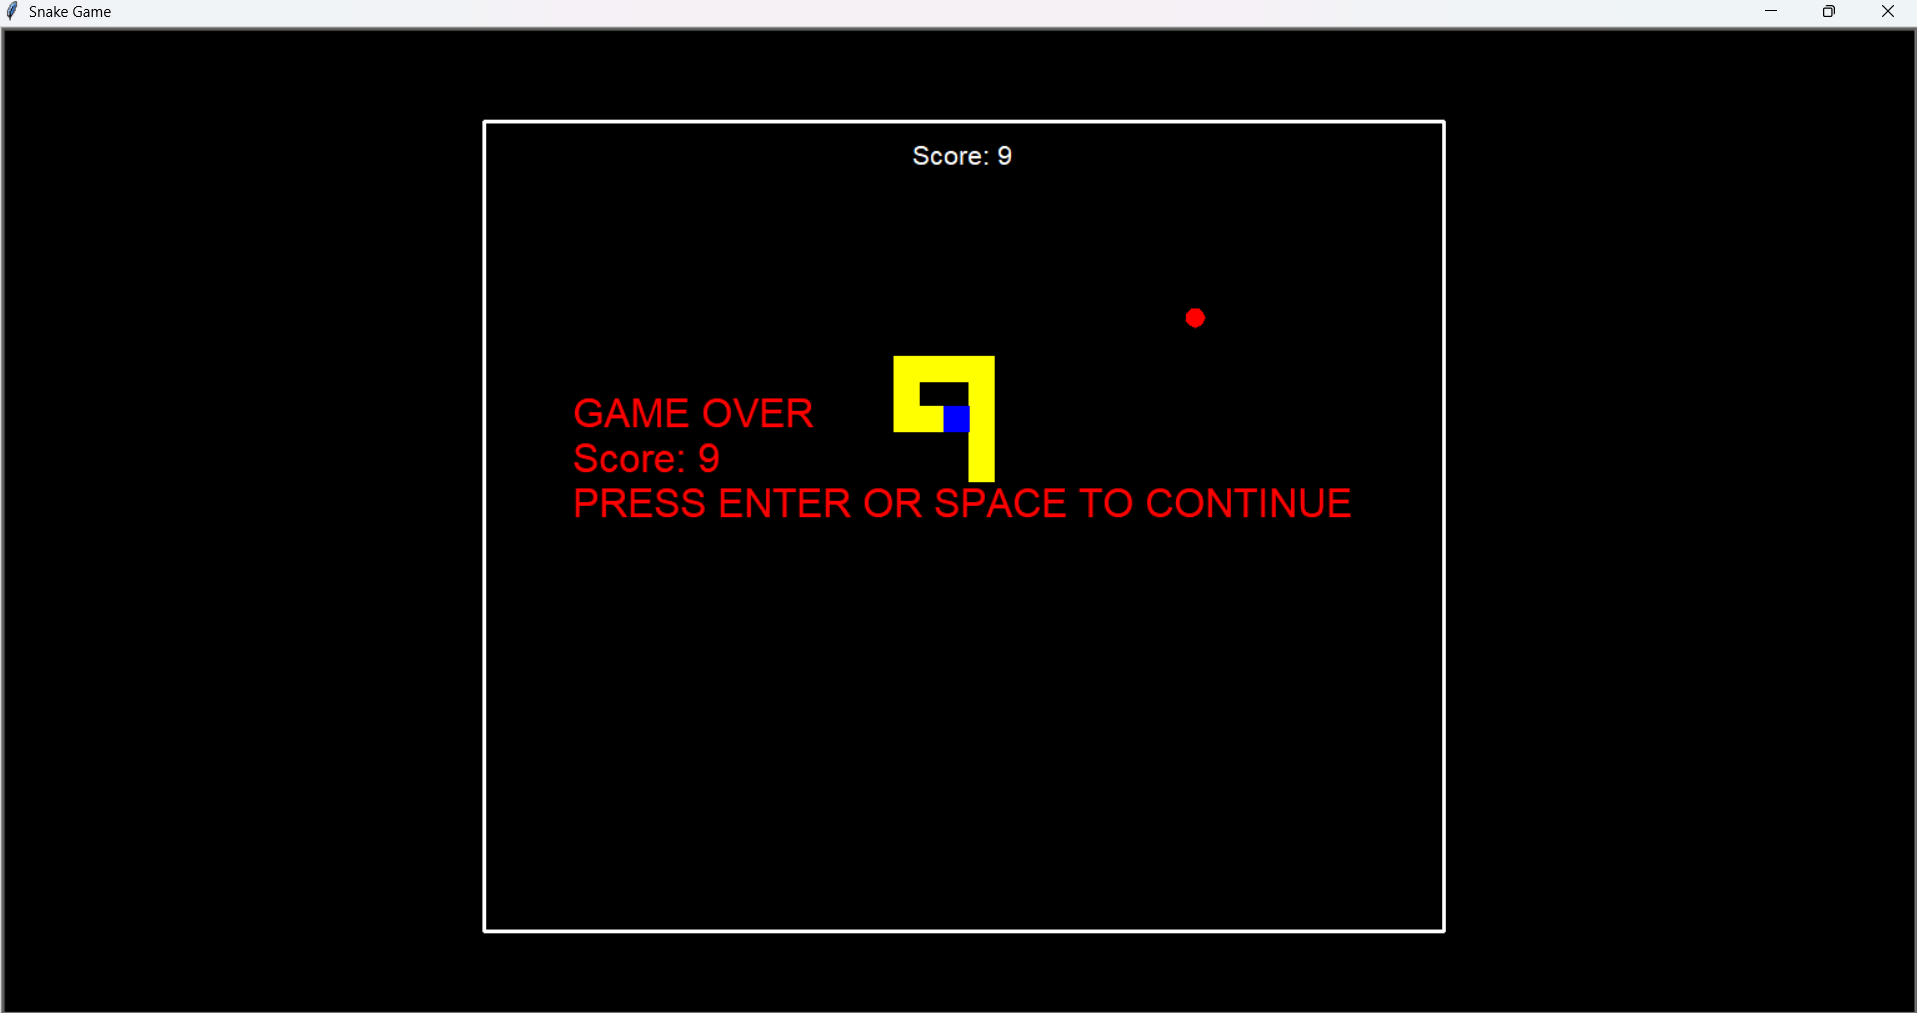 Snake Game
Score: 9
GAME OVER
Score: 9
PRESS ENTER OR SPACE TO CONTINUE